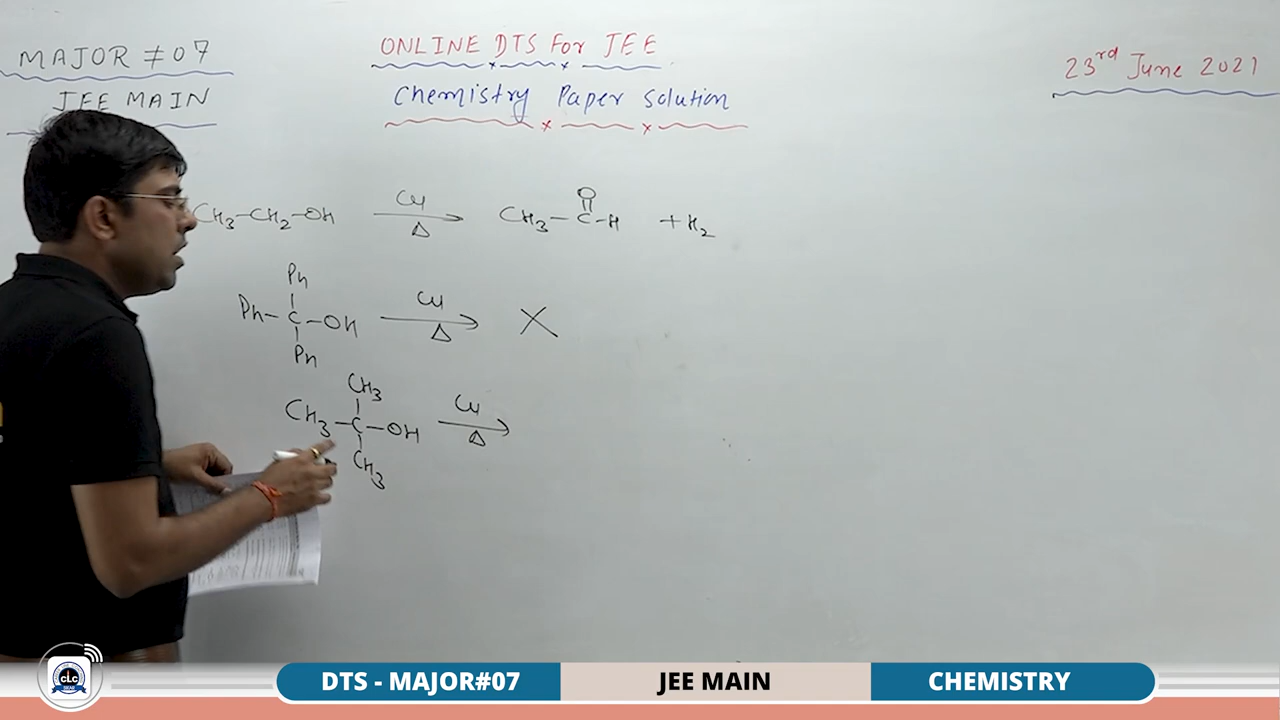 MAJOR # 07
JEE MAIN
ONLINE DTS For JEE
Chemistry Paper Solution
23rd June 2021
CH3-CH2-OH Cu Δ CH3-C-H + H2
O
Ph
Ph-C-OH Cu Δ X
Ph
CH3
CH3-C-OH Cu Δ
CH3
CLC
DTS - MAJOR#07
JEE MAIN
CHEMISTRY